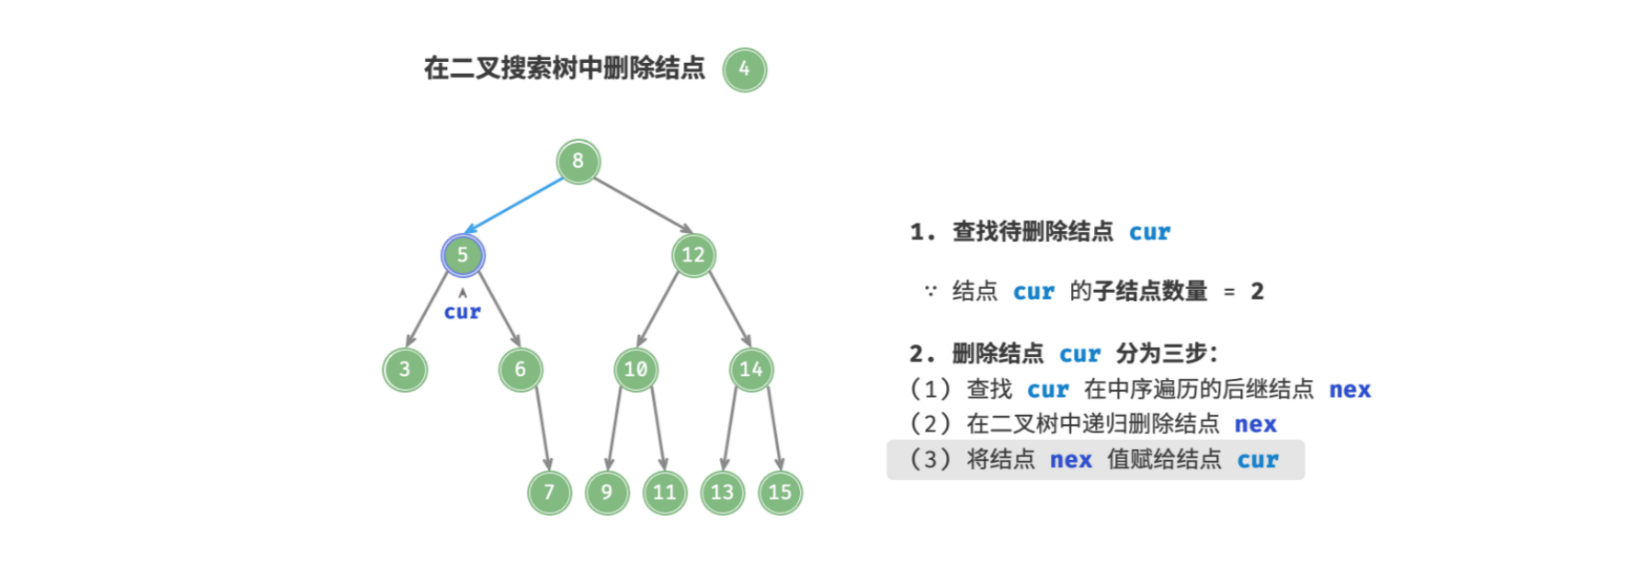 在二叉搜索树中删除结点 4
8
5 12
cur
3 6 10 14
7 9 11 13 15
1. 查找待删除结点 cur
∵ 结点 cur 的子结点数量 = 2
2. 删除结点 cur 分为三步：
(1) 查找 cur 在中序遍历的后继结点 nex
(2) 在二叉树中递归删除结点 nex
(3) 将结点 nex 值赋给结点 cur